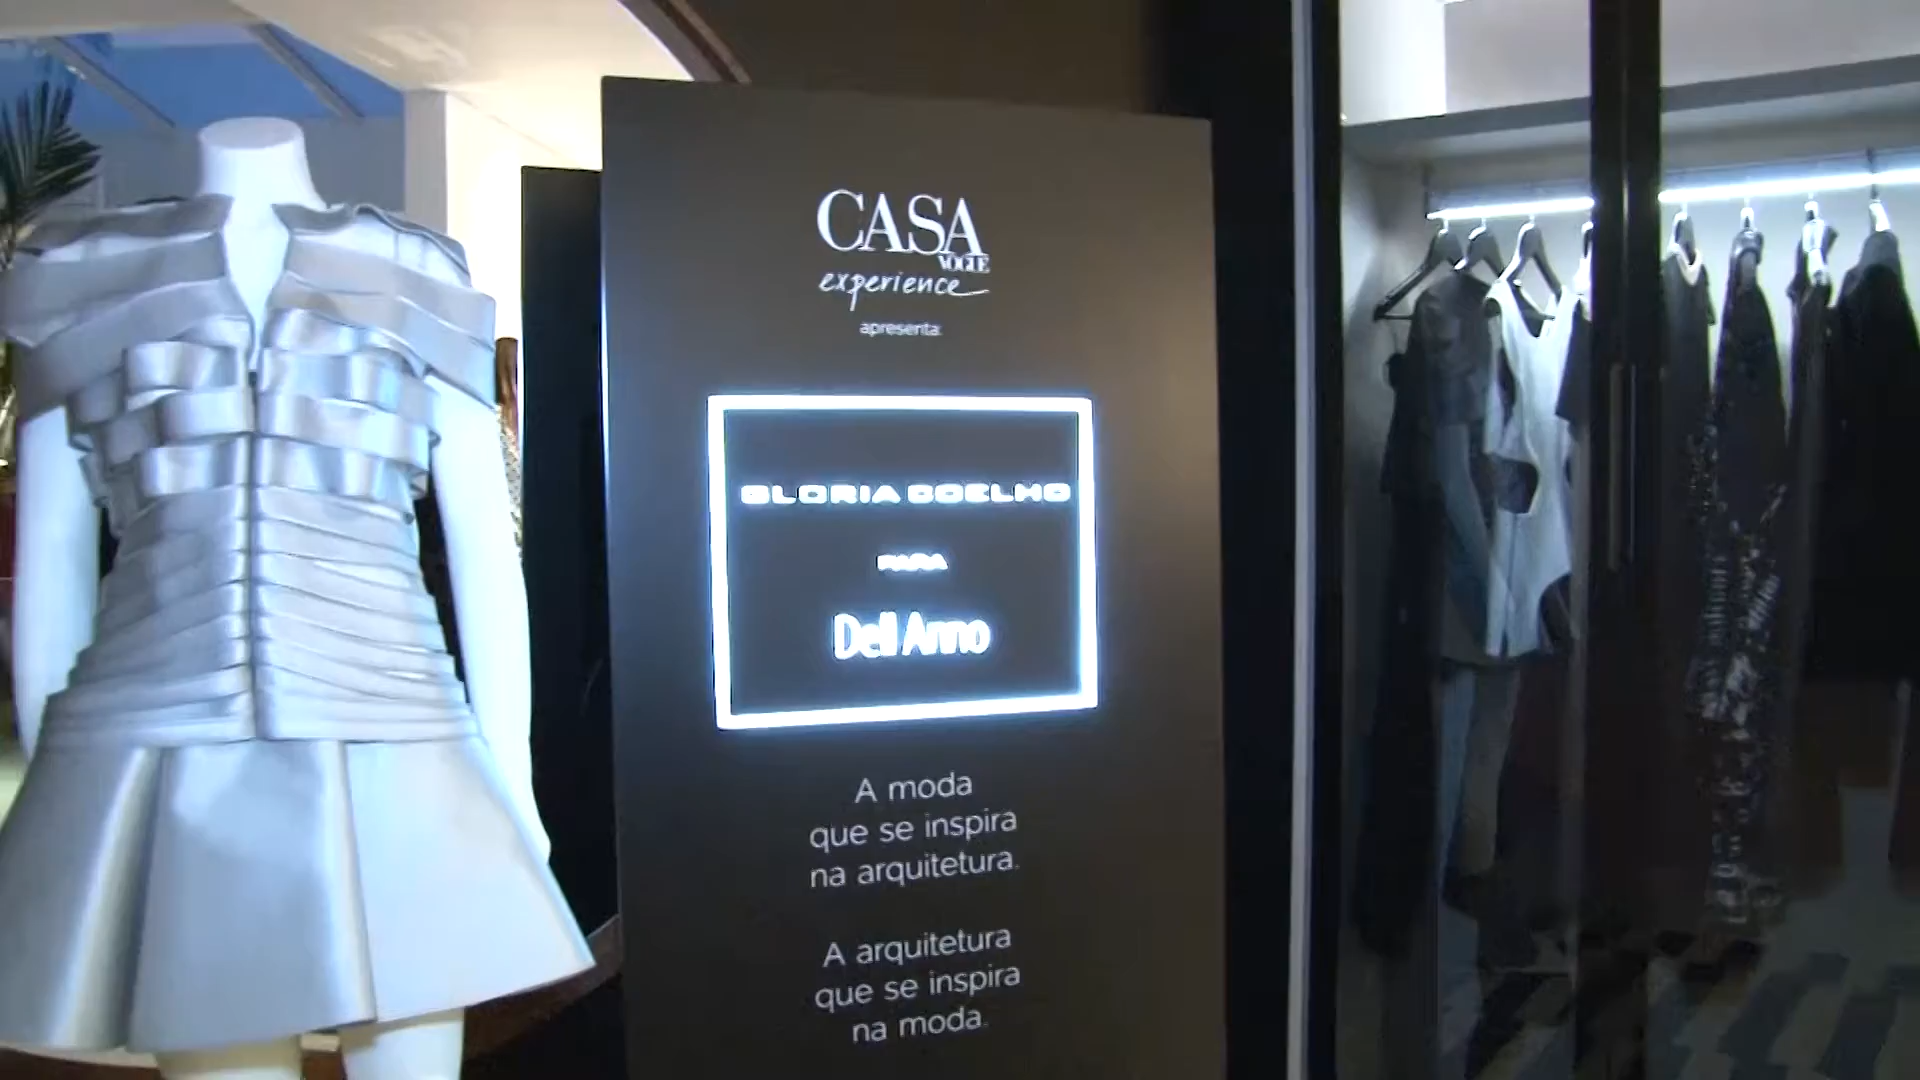 CASA
VOGUE
experience
apresenta:
GLORIA COELHO
PARA
Dell Anno
A moda
que se inspira
na arquitetura.
A arquitetura
que se inspira
na moda.